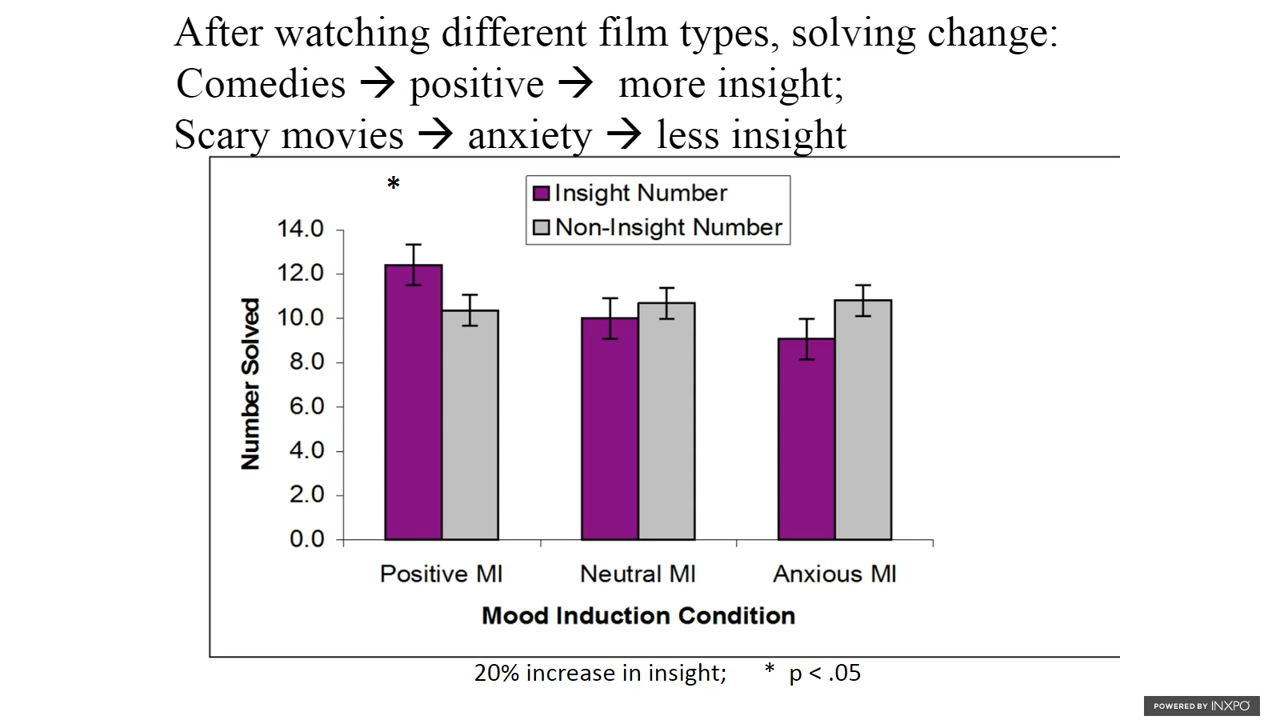 After watching different film types, solving change:
Comedies → positive → more insight;
Scary movies → anxiety → less insight
*
Insight Number
Non-Insight Number
14.0
12.0
10.0
8.0
6.0
4.0
2.0
0.0
Number Solved
Positive MI Neutral MI Anxious MI
Mood Induction Condition
20% increase in insight; * p < .05
POWERED BY INXPO